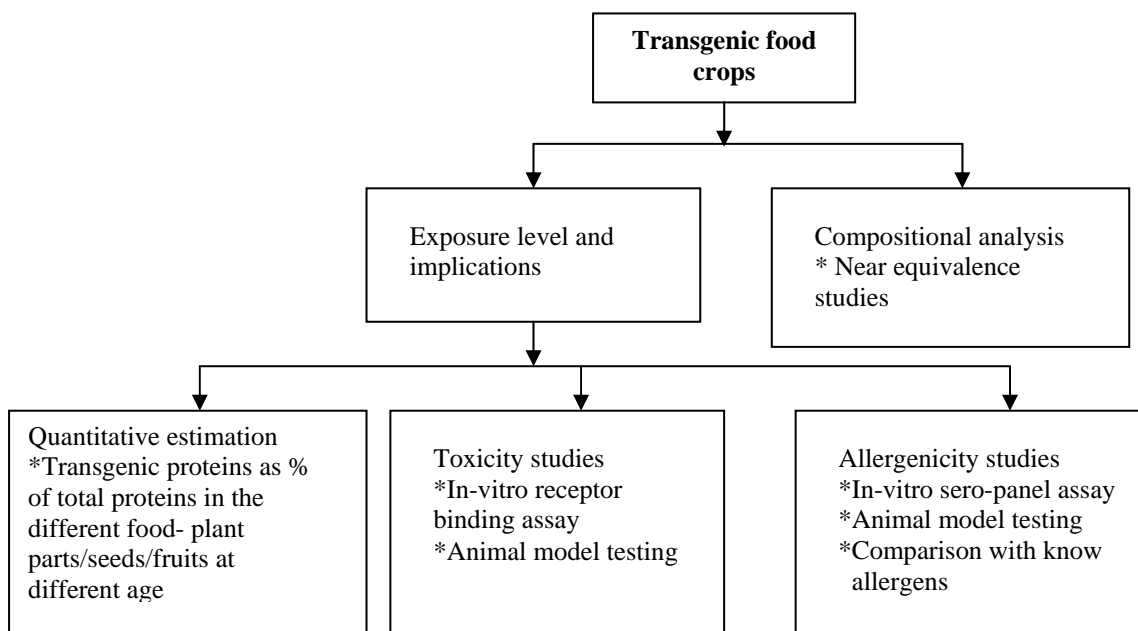 Transgenic food
crops
Exposure level and
implications
Compositional analysis
* Near equivalence
studies
Quantitative estimation
*Transgenic proteins as %
of total proteins in the
different food- plant
parts/seeds/fruits at
different age
Toxicity studies
*In-vitro receptor
binding assay
*Animal model testing
Allergenicity studies
*In-vitro sero-panel assay
*Animal model testing
*Comparison with know
allergens